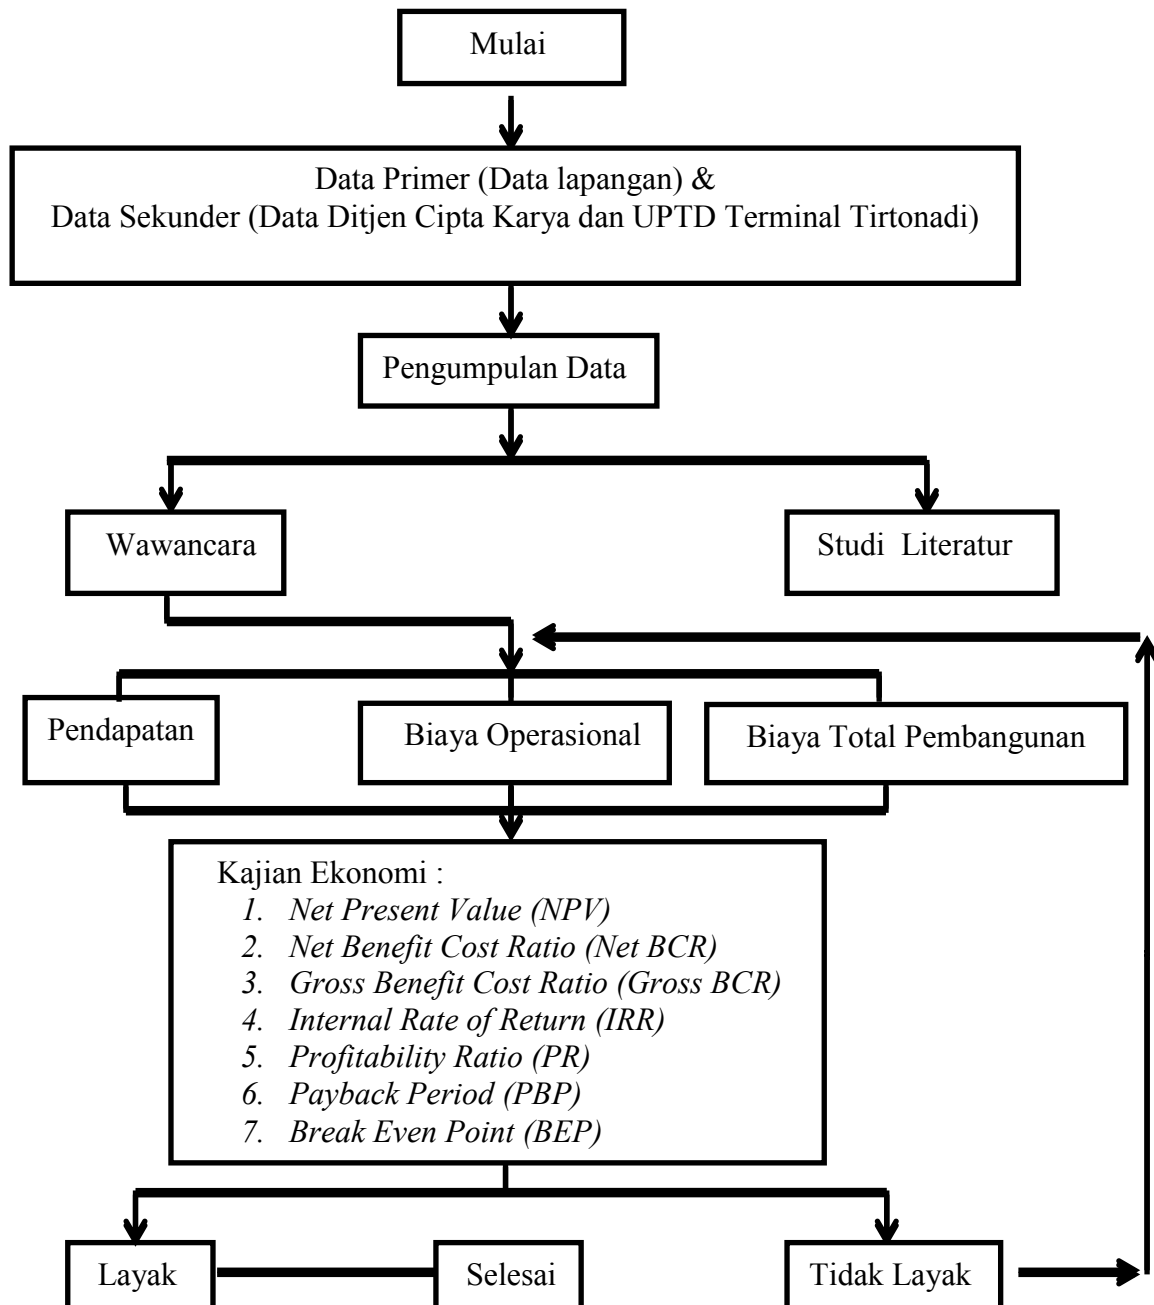 Mulai
Data Primer (Data lapangan) &
Data Sekunder (Data Ditjen Cipta Karya dan UPTD Terminal Tirtonadi)
Pengumpulan Data
Wawancara
Studi Literatur
Pendapatan
Biaya Operasional
Biaya Total Pembangunan
Kajian Ekonomi :
1. Net Present Value (NPV)
2. Net Benefit Cost Ratio (Net BCR)
3. Gross Benefit Cost Ratio (Gross BCR)
4. Internal Rate of Return (IRR)
5. Profitability Ratio (PR)
6. Payback Period (PBP)
7. Break Even Point (BEP)
Layak
Selesai
Tidak Layak